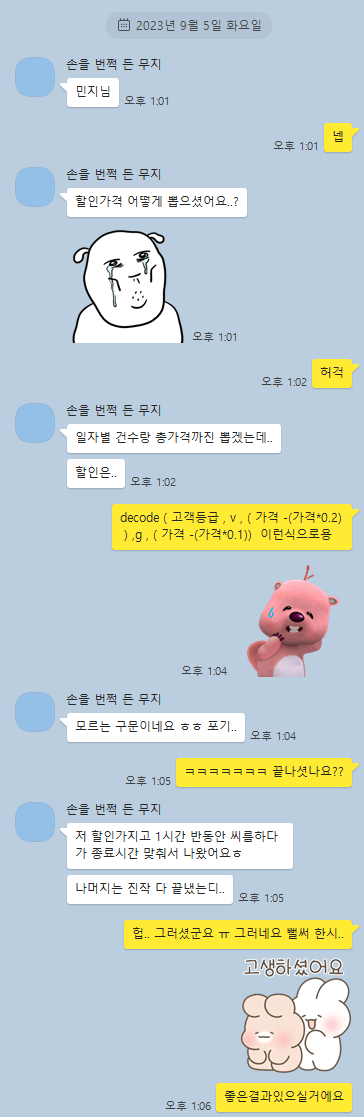 2023년 9월 5일 화요일
손을 번쩍 든 무지
민지님
오후 1:01
넵
오후 1:01
손을 번쩍 든 무지
할인가격 어떻게 뽑으셨어요..?
오후 1:01
허걱
오후 1:02
손을 번쩍 든 무지
일자별 건수랑 총가격까진 뽑겠는데..
할인은..
오후 1:02
decode ( 고객등급 , v , ( 가격 -(가격*0.2)
) ,g , ( 가격 -(가격*0.1))  이런식으로용
오후 1:04
손을 번쩍 든 무지
모르는 구문이네요 ㅎㅎ 포기..
오후 1:04
ㅋㅋㅋㅋㅋㅋㅋ 끝나셧나요??
오후 1:05
손을 번쩍 든 무지
저 할인가지고 1시간 반동안 씨름하다
가 종료시간 맞춰서 나왔어요ㅎ
나머지는 진작 다 끝냈는디..
오후 1:05
헙.. 그러셨군요 ㅠ 그러네요 뻘써 한시..
고생하셨어요
좋은결과있으실거에요
오후 1:06